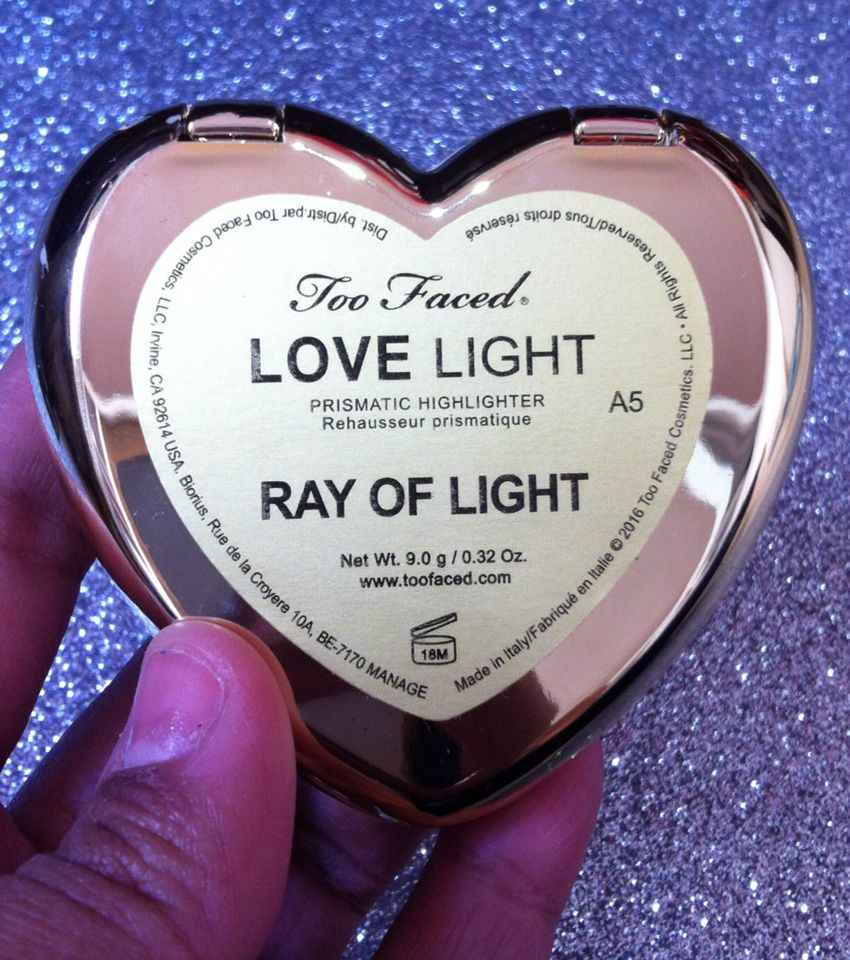 Too Faced®
LOVE LIGHT
PRISMATIC HIGHLIGHTER
Rehausseur prismatique
A5
RAY OF LIGHT
Net Wt. 9.0 g / 0.32 Oz.
www.toofaced.com
18M
Dist. by/Distr.par Too Faced Cosmetics, LLC, Irvine, CA 92614 USA, Biorius, Rue de la Croyere 10A, BE-7170 MANAGE
Made in Italy/Fabriqué en Italie © 2016 Too Faced Cosmetics, LLC • All Rights Reserved/Tous droits réservsé